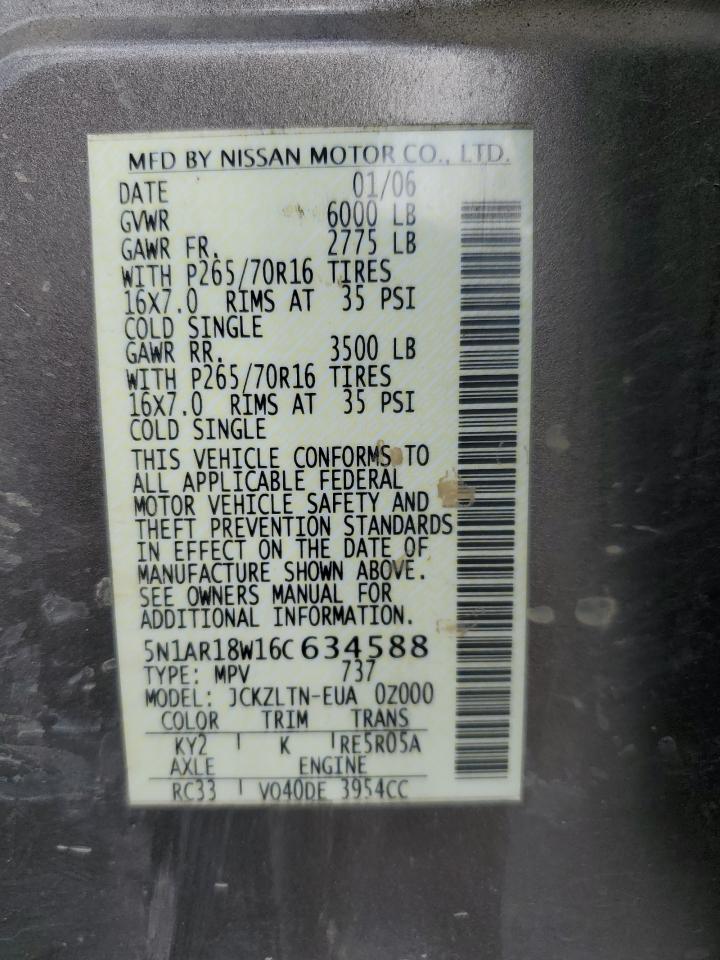 MFD BY NISSAN MOTOR CO., LTD.
DATE 01/06
GVWR 6000 LB
GAWR FR. 2775 LB
WITH P265/70R16 TIRES
16X7.0 RIMS AT 35 PSI
COLD SINGLE
GAWR RR. 3500 LB
WITH P265/70R16 TIRES
16X7.0 RIMS AT 35 PSI
COLD SINGLE
THIS VEHICLE CONFORMS TO
ALL APPLICABLE FEDERAL
MOTOR VEHICLE SAFETY AND
THEFT PREVENTION STANDARDS
IN EFFECT ON THE DATE OF
MANUFACTURE SHOWN ABOVE.
SEE OWNERS MANUAL FOR
ADDITIONAL INFORMATION.
5N1AR18W16C634588
TYPE: MPV 737
MODEL: JCKZLTN-EUA 0Z000
COLOR TRIM TRANS
KY2 K RE5R05A
AXLE ENGINE
RC33 VQ40DE 3954CC